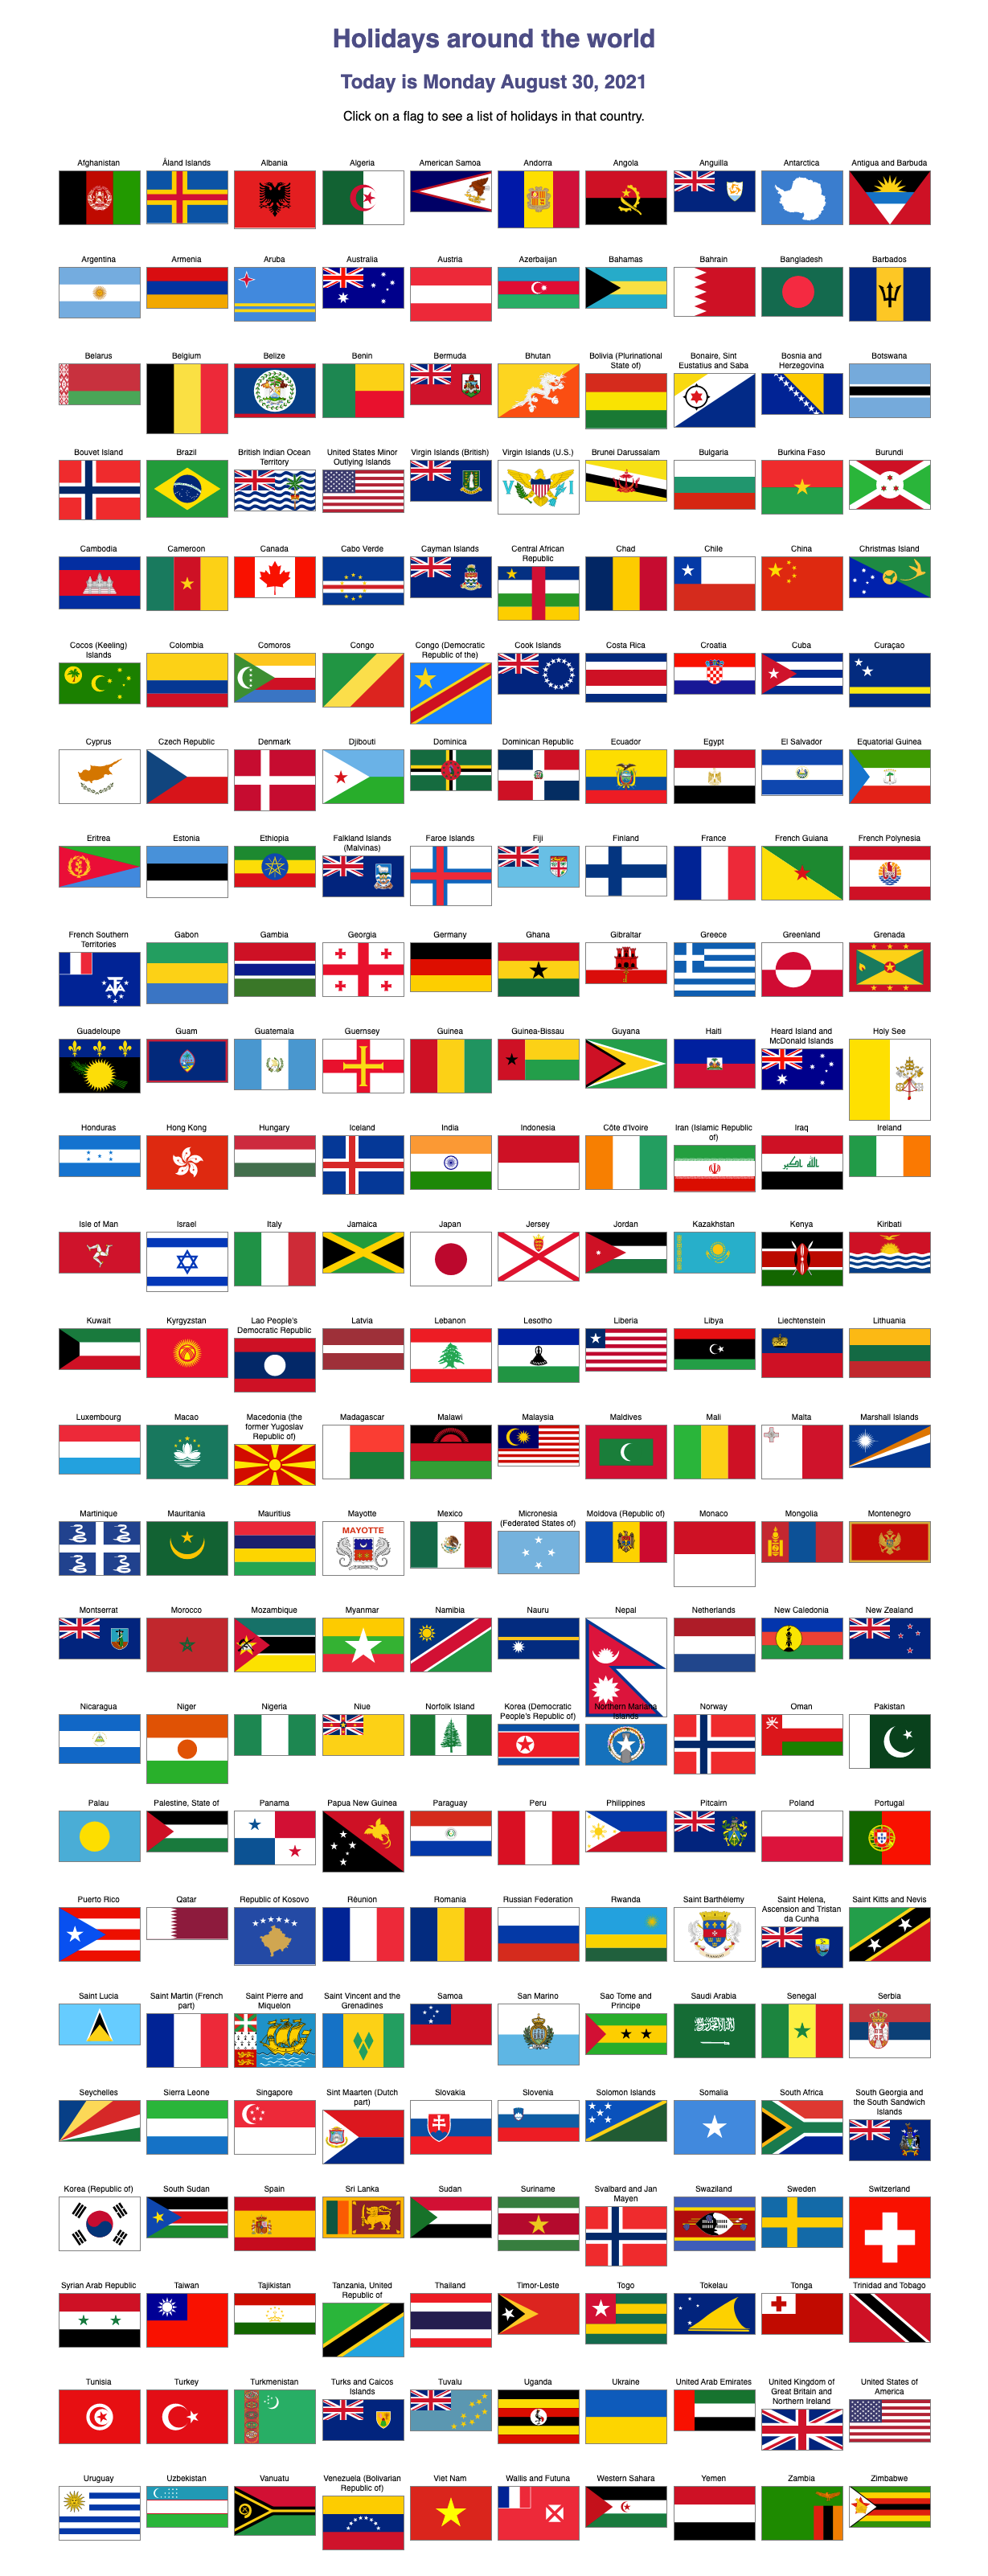 Holidays around the world
Today is Monday August 30, 2021
Click on a flag to see a list of holidays in that country.
Afghanistan
Åland Islands
Albania
Algeria
American Samoa
Andorra
Angola
Anguilla
Antarctica
Antigua and Barbuda
Argentina
Armenia
Aruba
Australia
Austria
Azerbaijan
Bahamas
Bahrain
Bangladesh
Barbados
Belarus
Belgium
Belize
Benin
Bermuda
Bhutan
Bolivia (Plurinational
State of)
Bonaire, Sint
Eustatius and Saba
Bosnia and
Herzegovina
Botswana
Bouvet Island
Brazil
British Indian Ocean
Territory
United States Minor
Outlying Islands
Virgin Islands (British)
Virgin Islands (U.S.)
V I
Brunei Darussalam
Bulgaria
Burkina Faso
Burundi
Cambodia
Cameroon
Canada
Cabo Verde
Cayman Islands
Central African
Republic
Chad
Chile
China
Christmas Island
Cocos (Keeling)
Islands
Colombia
Comoros
Congo
Congo (Democratic
Republic of the)
Cook Islands
Costa Rica
Croatia
Cuba
Curaçao
Cyprus
Czech Republic
Denmark
Djibouti
Dominica
Dominican Republic
Ecuador
Egypt
El Salvador
Equatorial Guinea
Eritrea
Estonia
Ethiopia
Falkland Islands
(Malvinas)
Faroe Islands
Fiji
Finland
France
French Guiana
French Polynesia
French Southern
Territories
Gabon
Gambia
Georgia
Germany
Ghana
Gibraltar
Greece
Greenland
Grenada
Guadeloupe
Guam
Guatemala
Guernsey
Guinea
Guinea-Bissau
Guyana
Haiti
Heard Island and
McDonald Islands
Holy See
Honduras
Hong Kong
Hungary
Iceland
India
Indonesia
Côte d'Ivoire
Iran (Islamic Republic
of)
Iraq
الله اكبر
Ireland
Isle of Man
Israel
Italy
Jamaica
Japan
Jersey
Jordan
Kazakhstan
Kenya
Kiribati
Kuwait
Kyrgyzstan
Lao People's
Democratic Republic
Latvia
Lebanon
Lesotho
Liberia
Libya
Liechtenstein
Lithuania
Luxembourg
Macao
Macedonia (the
former Yugoslav
Republic of)
Madagascar
Malawi
Malaysia
Maldives
Mali
Malta
Marshall Islands
Martinique
Mauritania
Mauritius
Mayotte
MAYOTTE
Mexico
Micronesia
(Federated States of)
Moldova (Republic of)
Monaco
Mongolia
Montenegro
Montserrat
Morocco
Mozambique
Myanmar
Namibia
Nauru
Nepal
Netherlands
New Caledonia
New Zealand
Nicaragua
Niger
Nigeria
Niue
Norfolk Island
Korea (Democratic
People's Republic of)
Northern Mariana
Islands
Norway
Oman
Pakistan
Palau
Palestine, State of
Panama
Papua New Guinea
Paraguay
Peru
Philippines
Pitcairn
Poland
Portugal
Puerto Rico
Qatar
Republic of Kosovo
Réunion
Romania
Russian Federation
Rwanda
Saint Barthélemy
Saint Helena,
Ascension and Tristan
da Cunha
Saint Kitts and Nevis
Saint Lucia
Saint Martin (French
part)
Saint Pierre and
Miquelon
Saint Vincent and the
Grenadines
Samoa
San Marino
Sao Tome and
Principe
Saudi Arabia
Senegal
Serbia
Seychelles
Sierra Leone
Singapore
Sint Maarten (Dutch
part)
Slovakia
Slovenia
Solomon Islands
Somalia
South Africa
South Georgia and
the South Sandwich
Islands
Korea (Republic of)
South Sudan
Spain
Sri Lanka
Sudan
Suriname
Svalbard and Jan
Mayen
Swaziland
Sweden
Switzerland
Syrian Arab Republic
Taiwan
Tajikistan
Tanzania, United
Republic of
Thailand
Timor-Leste
Togo
Tokelau
Tonga
Trinidad and Tobago
Tunisia
Turkey
Turkmenistan
Turks and Caicos
Islands
Tuvalu
Uganda
Ukraine
United Arab Emirates
United Kingdom of
Great Britain and
Northern Ireland
United States of
America
Uruguay
Uzbekistan
Vanuatu
Venezuela (Bolivarian
Republic of)
Viet Nam
Wallis and Futuna
Western Sahara
Yemen
Zambia
Zimbabwe